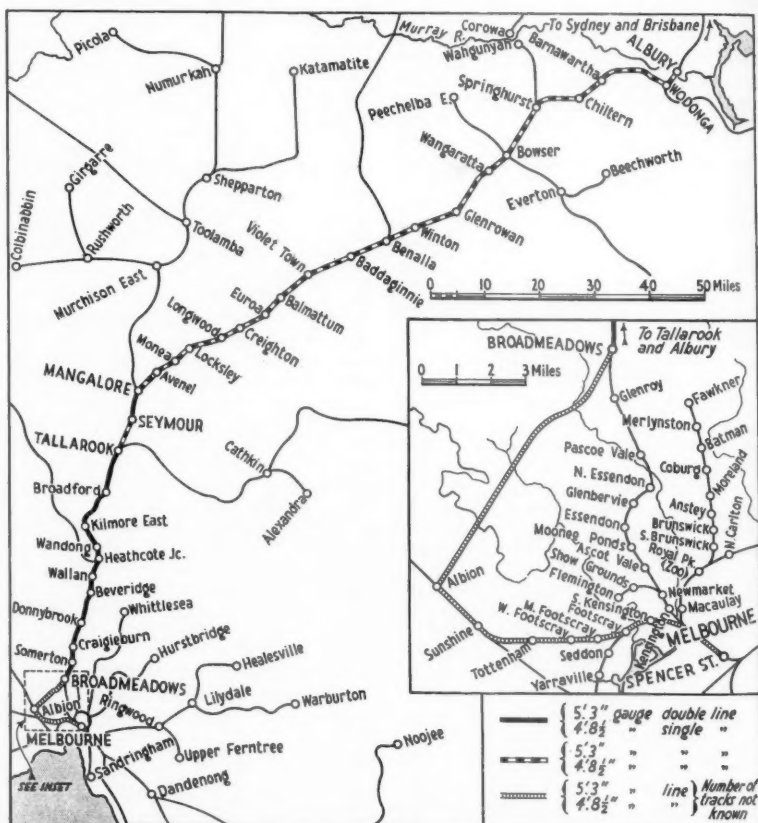 To Sydney and Brisbane
Corowa
Murray R.
Wahgunyah
Barnawartha
ALBURY
Picola
Numurkah
Katamatite
Springhurst
WODONGA
Peechelba E.
Chiltern
Girgarre
Wangaratta
Bowser
Beechworth
Shepparton
Everton
Colbinabbin
Rushworth
Toolamba
Violet Town
Glenrowan
Winton
Benalla
Murchison East
Baddaginnie
Euroa
Balmattum
0 10 20 30 40 50 Miles
Longwood
Creighton
Monea
Locksley
MANGALORE
Avenel
SEYMOUR
TALLAROOK
Cathkin
Broadford
Alexandra
Kilmore East
Wandong
Heathcote Jc.
Wallan
Beveridge
Whittlesea
Donnybrook
Craigieburn
Hurstbridge
Somerton
Healesville
BROADMEADOWS
Lilydale
Albion
Ringwood
Warburton
MELBOURNE
Upper Ferntree
Noojee
SEE INSET
Sandringham
Dandenong
BROADMEADOWS
To Tallarook
and Albury
0 1 2 3 Miles
Glenroy
Fawkner
Merlynston
Batman
Pascoe Vale
Coburg
N. Essendon
Moreland
Glenbervie
Anstey
Essendon
Brunswick
Moonee Ponds
S. Brunswick
N. Carlton
Ascot Vale
Royal Pk.
(Zoo)
Show Grounds
Albion
Flemington
Newmarket
S. Kensington
Macaulay
M. Footscray
Footscray
W. Footscray
Kensington
MELBOURNE
Sunshine
Tottenham
Seddon
SPENCER ST.
Yarraville
5'.3" gauge double line
4'.8½" " single "
5'.3" " " "
4'.8½" " " "
5'.3" " line Number of
4'.8½" " " tracks not
known